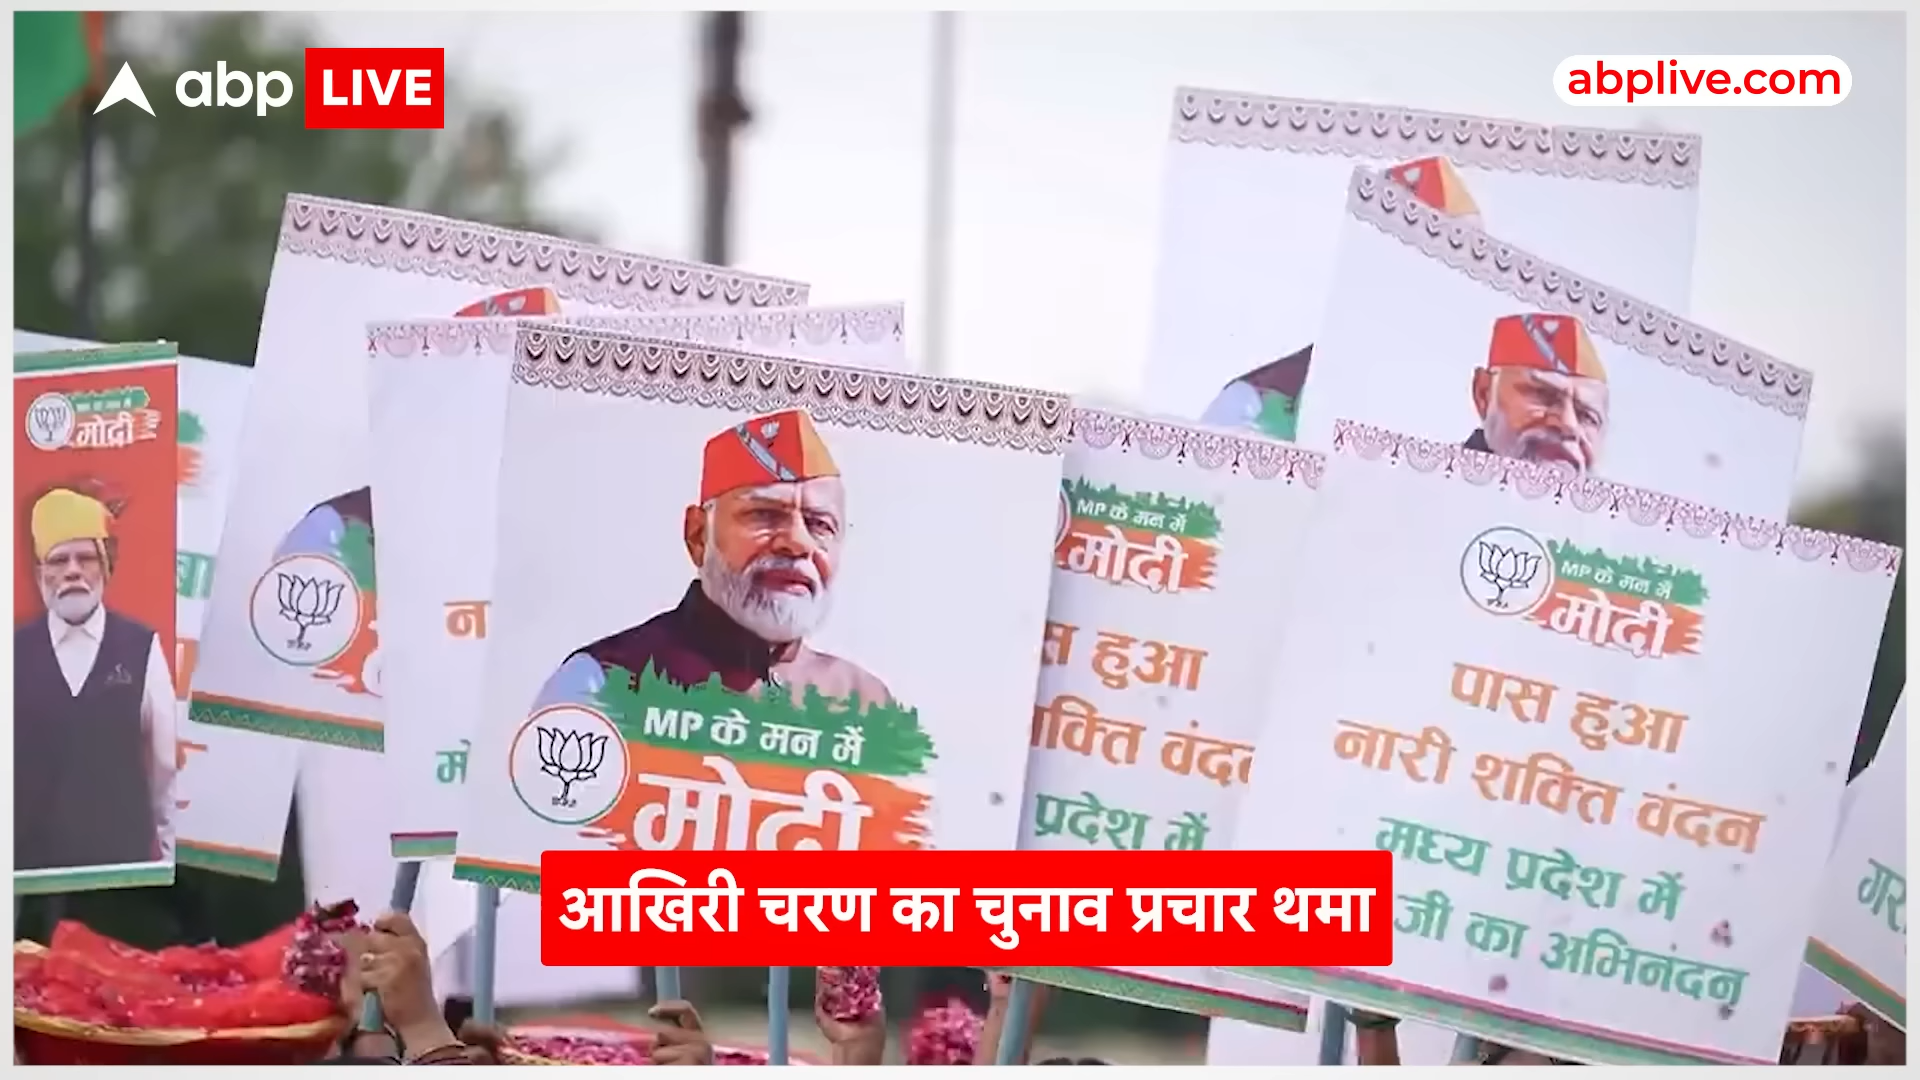 abp LIVE
abplive.com
मोदी
MP के मन में
मोदी
MP के मन में
मोदी
हुआ
प्रदेश में
MP के मन में
मोदी
पास हुआ
नारी शक्ति वंदन
मध्य प्रदेश में
जी का अभिनंदन
आखिरी चरण का चुनाव प्रचार थमा